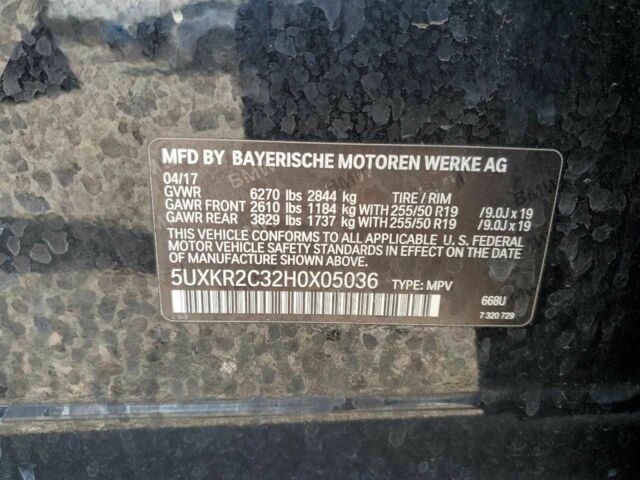 MFD BY BAYERISCHE MOTOREN WERKE AG
04/17
GVWR 6270 lbs 2844 kg TIRE / RIM
GAWR FRONT 2610 lbs 1184 kg WITH 255/50 R19 /9.0J x 19
GAWR REAR 3829 lbs 1737 kg WITH 255/50 R19 /9.0J x 19
THIS VEHICLE CONFORMS TO ALL APPLICABLE U. S. FEDERAL
MOTOR VEHICLE SAFETY STANDARDS IN EFFECT ON THE DATE
OF MANUFACTURE SHOWN ABOVE.
5UXKR2C32H0X05036 TYPE: MPV
668U
7 320 729